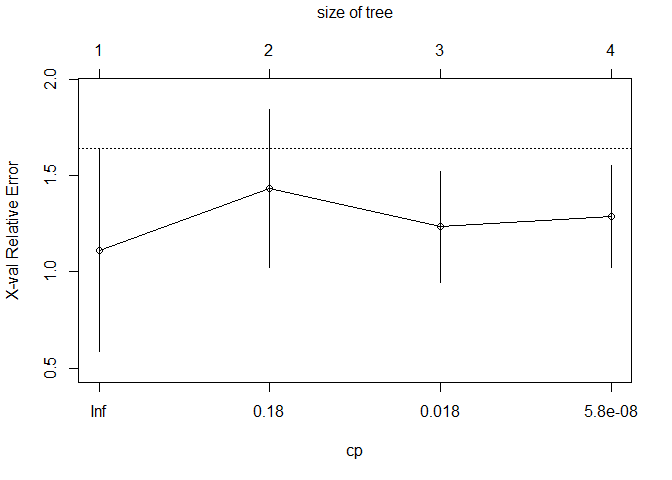 size of tree
1 2 3 4
2.0
1.5
1.0
0.5
X-val Relative Error
Inf 0.18 0.018 5.8e-08
cp